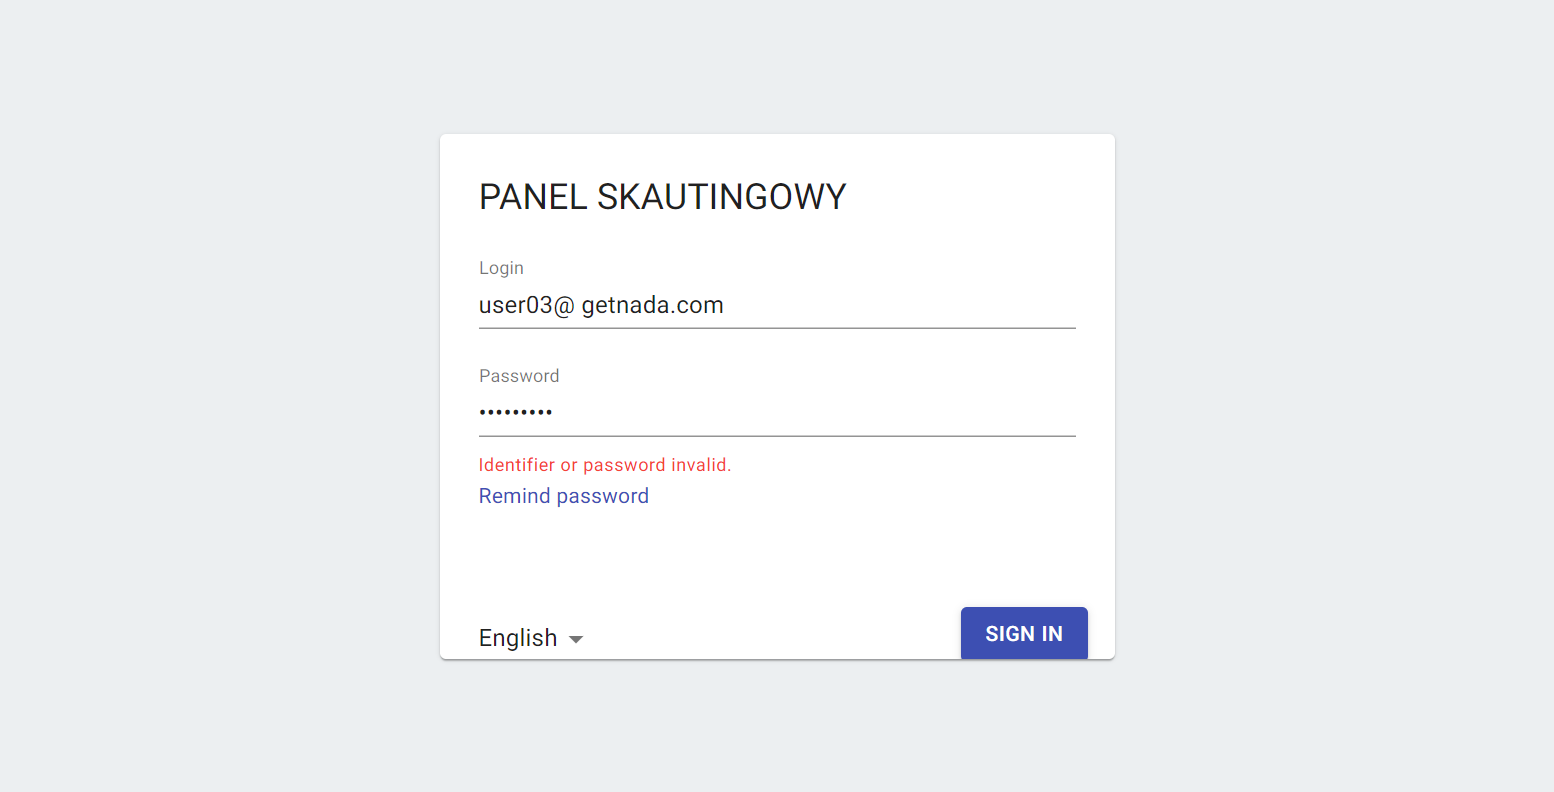 PANEL SKAUTINGOWY
Login
user03@ getnada.com
Password
•••••••••
Identifier or password invalid.
Remind password
English
SIGN IN